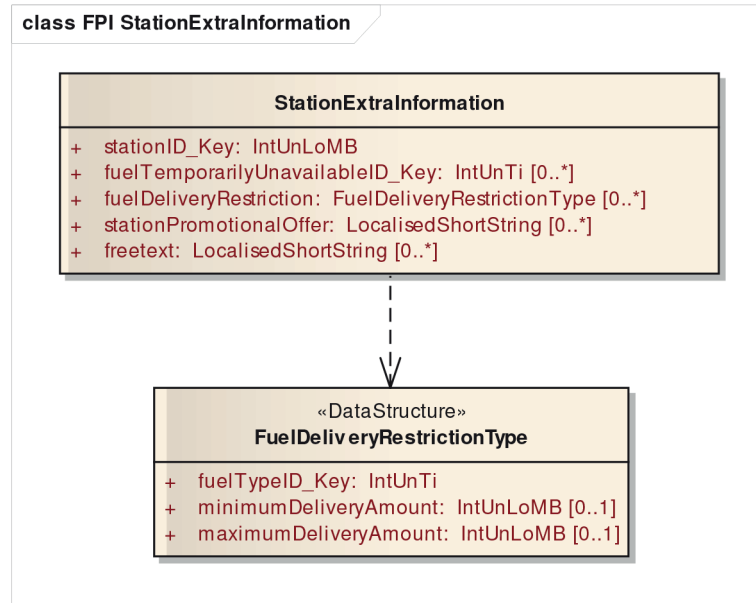 class FPI StationExtraInformation
StationExtraInformation
+ stationID_Key: IntUnLoMB
+ fuelTemporarilyUnavailableID_Key: IntUnTi [0..*]
+ fuelDeliveryRestriction: FuelDeliveryRestrictionType [0..*]
+ stationPromotionalOffer: LocalisedShortString [0..*]
+ freetext: LocalisedShortString [0..*]
«DataStructure»
FuelDeliveryRestrictionType
+ fuelTypeID_Key: IntUnTi
+ minimumDeliveryAmount: IntUnLoMB [0..1]
+ maximumDeliveryAmount: IntUnLoMB [0..1]